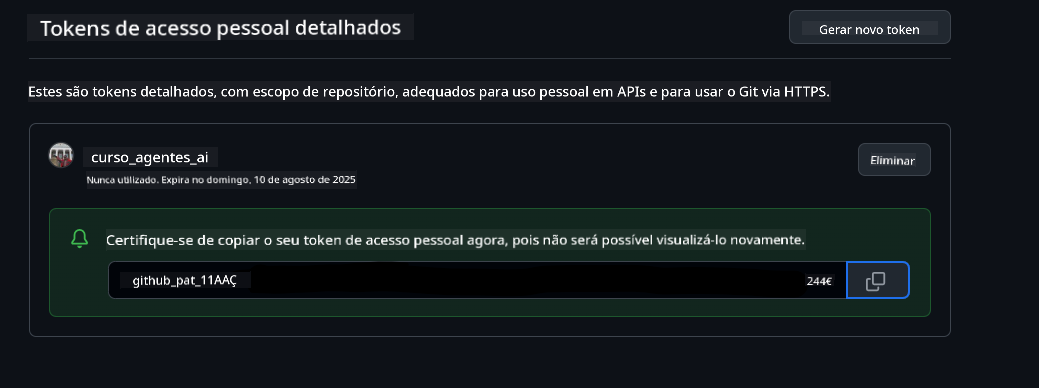 Tokens de acesso pessoal detalhados
Gerar novo token
Estes são tokens detalhados, com escopo de repositório, adequados para uso pessoal em APIs e para usar o Git via HTTPS.
curso_agentes_ai
Eliminar
Nunca utilizado. Expira no domingo, 10 de agosto de 2025
Certifique-se de copiar o seu token de acesso pessoal agora, pois não será possível visualizá-lo novamente.
github_pat_11AAÇ
244€